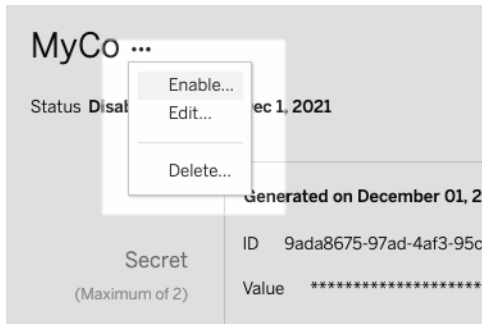 MyCo ...
Enable...
Status Disab ec 1, 2021
Edit...
Delete...
Generated on December 01, 2
ID 9ada8675-97ad-4af3-95c
Secret
(Maximum of 2)
Value ********************